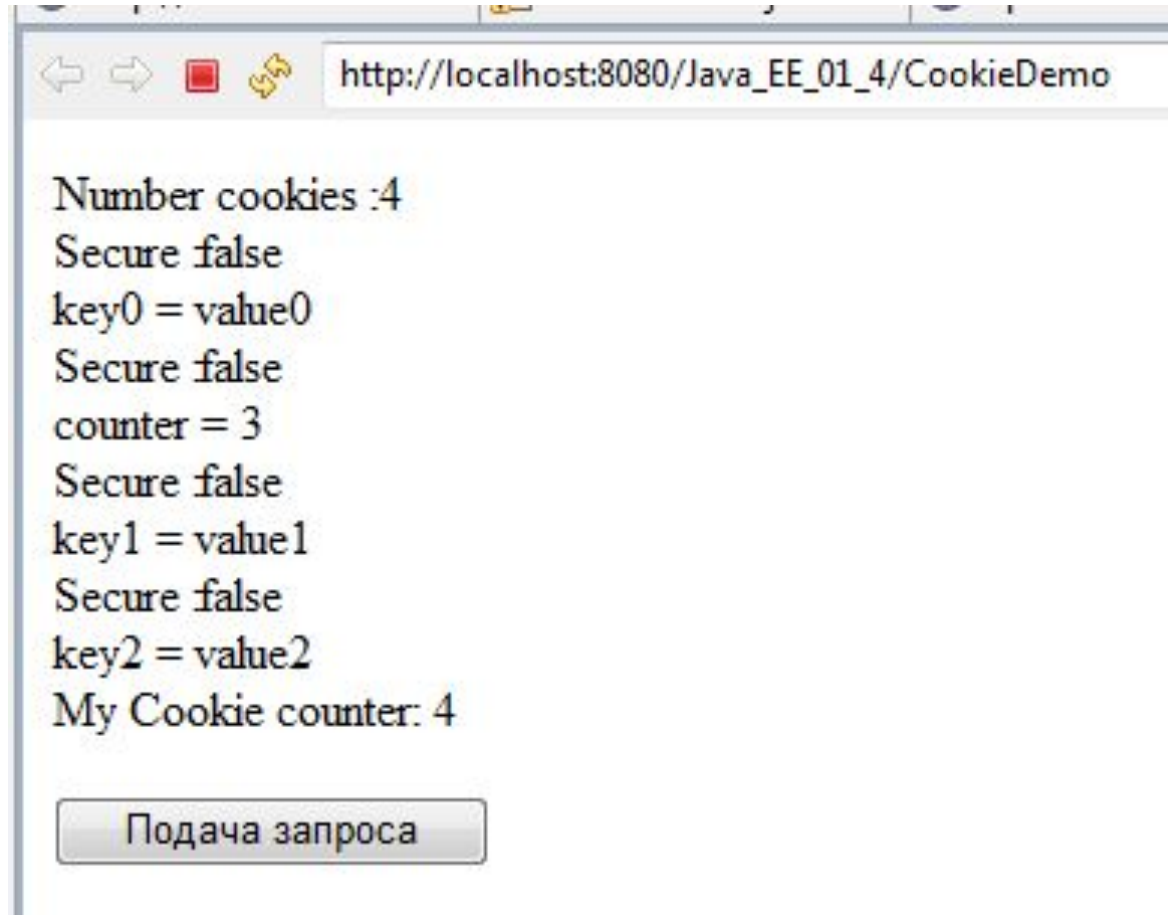 http://localhost:8080/Java_EE_01_4/CookieDemo
Number cookies :4
Secure :false
key0 = value0
Secure :false
counter = 3
Secure :false
key1 = value1
Secure :false
key2 = value2
My Cookie counter: 4
Подача запроса